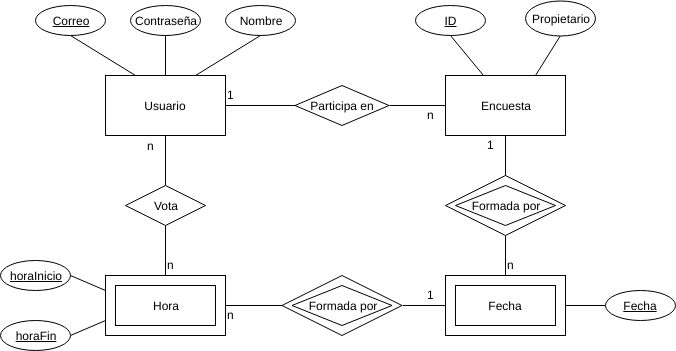 Correo
Contraseña
Nombre
ID
Propietario
Usuario
1
Participa en
n
Encuesta
n
1
Vota
Formada por
n
n
horaInicio
Hora
n
Formada por
1
Fecha
Fecha
horaFin